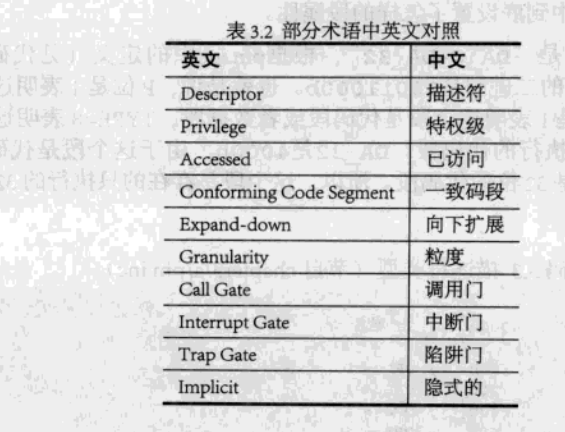 表 3.2 部分术语中英文对照
英文 中文
Descriptor 描述符
Privilege 特权级
Accessed 已访问
Conforming Code Segment 一致码段
Expand-down 向下扩展
Granularity 粒度
Call Gate 调用门
Interrupt Gate 中断门
Trap Gate 陷阱门
Implicit 隐式的